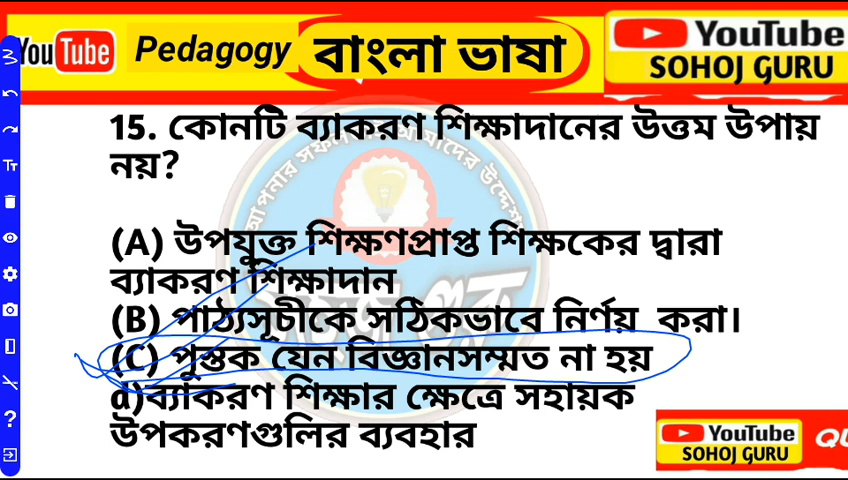 YouTube Pedagogy বাংলা ভাষা YouTube
SOHOJ GURU
15. কোনটি ব্যাকরণ শিক্ষাদানের উত্তম উপায়
নয়?
(A) উপযুক্ত শিক্ষণপ্রাপ্ত শিক্ষকের দ্বারা
ব্যাকরণ শিক্ষাদান
(B) পাঠ্যসূচীকে সঠিকভাবে নির্ণয় করা।
(C) পুস্তক যেন বিজ্ঞানসম্মত না হয়
d)ব্যাকরণ শিক্ষার ক্ষেত্রে সহায়ক
উপকরণগুলির ব্যবহার
YouTube
SOHOJ GURU